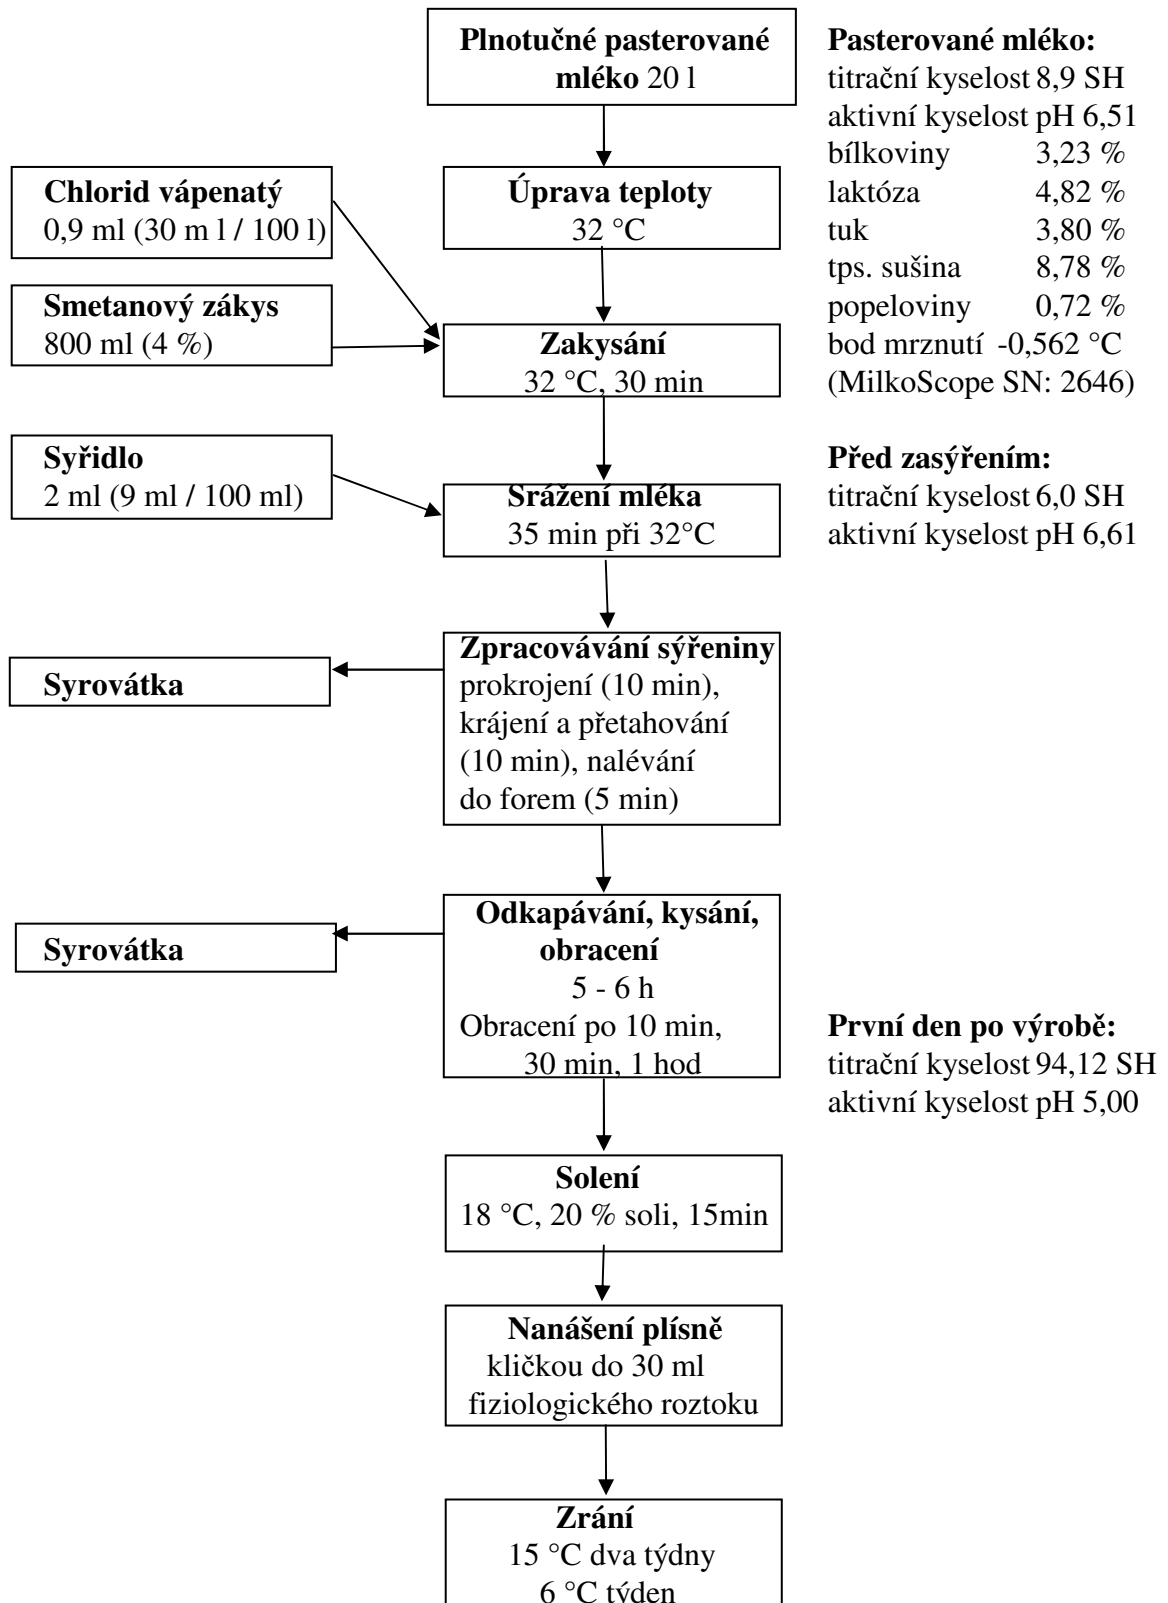 Plnotučné pasterované
mléko 20 l
Pasterované mléko:
titrační kyselost 8,9 SH
aktivní kyselost pH 6,51
bílkoviny 3,23 %
laktóza 4,82 %
tuk 3,80 %
tps. sušina 8,78 %
popeloviny 0,72 %
bod mrznutí -0,562 °C
(MilkoScope SN: 2646)
Chlorid vápenatý
0,9 ml (30 m l / 100 l)
Úprava teploty
32 °C
Smetanový zákys
800 ml (4 %)
Zakysání
32 °C, 30 min
Syřidlo
2 ml (9 ml / 100 ml)
Srážení mléka
35 min při 32°C
Před zasýřením:
titrační kyselost 6,0 SH
aktivní kyselost pH 6,61
Zpracovávání sýřeniny
prokrojení (10 min),
krájení a přetahování
(10 min), nalévání
do forem (5 min)
Syrovátka
Odkapávání, kysání,
obracení
5 - 6 h
Obracení po 10 min,
30 min, 1 hod
Syrovátka
První den po výrobě:
titrační kyselost 94,12 SH
aktivní kyselost pH 5,00
Solení
18 °C, 20 % soli, 15min
Nanášení plísně
kličkou do 30 ml
fiziologického roztoku
Zrání
15 °C dva týdny
6 °C týden